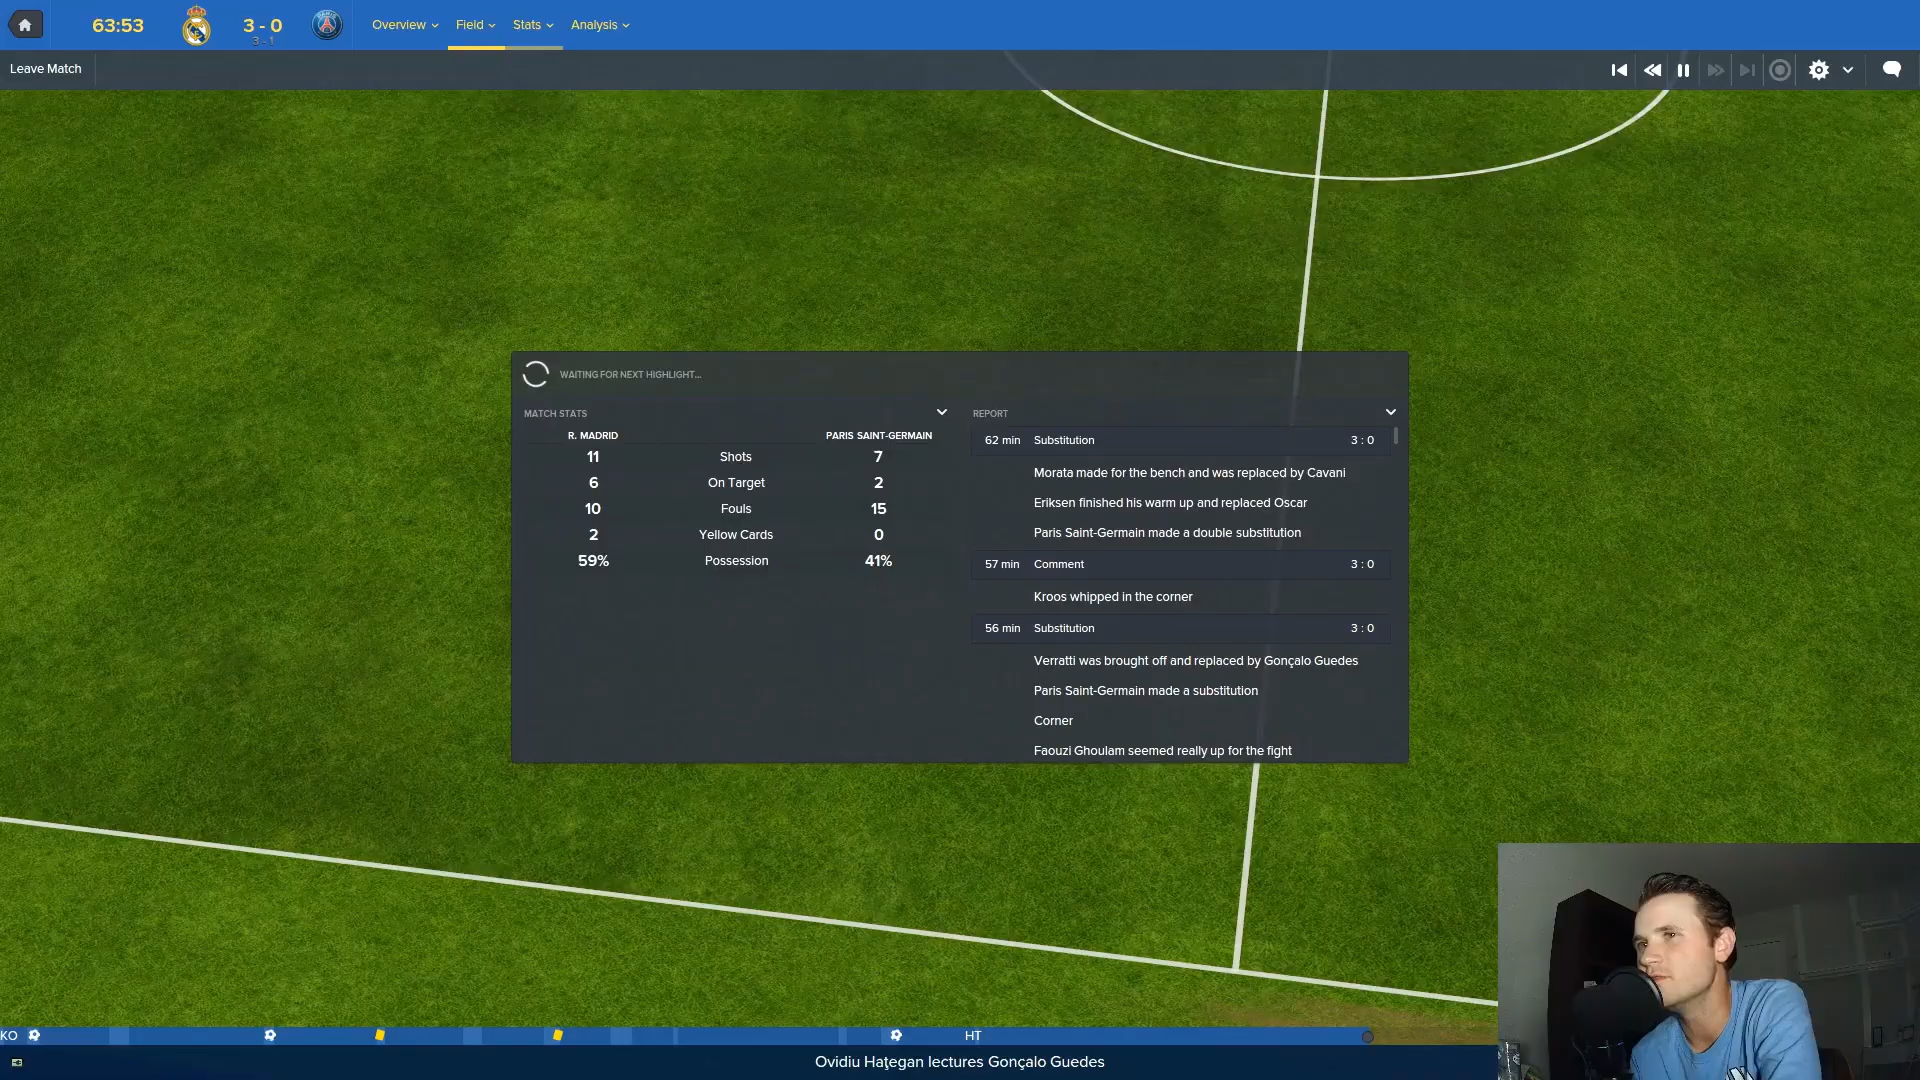 63:53
3 - 0
3 - 1
Overview
Field
Stats
Analysis
Leave Match
WAITING FOR NEXT HIGHLIGHT...
MATCH STATS
R. MADRID PARIS SAINT-GERMAIN
11 Shots 7
6 On Target 2
10 Fouls 15
2 Yellow Cards 0
59% Possession 41%
REPORT
62 min Substitution 3 : 0
Morata made for the bench and was replaced by Cavani
Eriksen finished his warm up and replaced Oscar
Paris Saint-Germain made a double substitution
57 min Comment 3 : 0
Kroos whipped in the corner
56 min Substitution 3 : 0
Verratti was brought off and replaced by Gonçalo Guedes
Paris Saint-Germain made a substitution
Corner
Faouzi Ghoulam seemed really up for the fight
KO
HT
Ovidiu Haţegan lectures Gonçalo Guedes